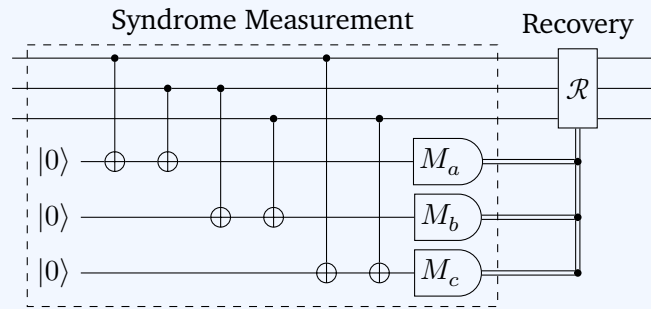 Syndrome Measurement
Recovery
ℛ
|0⟩ M_a
|0⟩ M_b
|0⟩ M_c